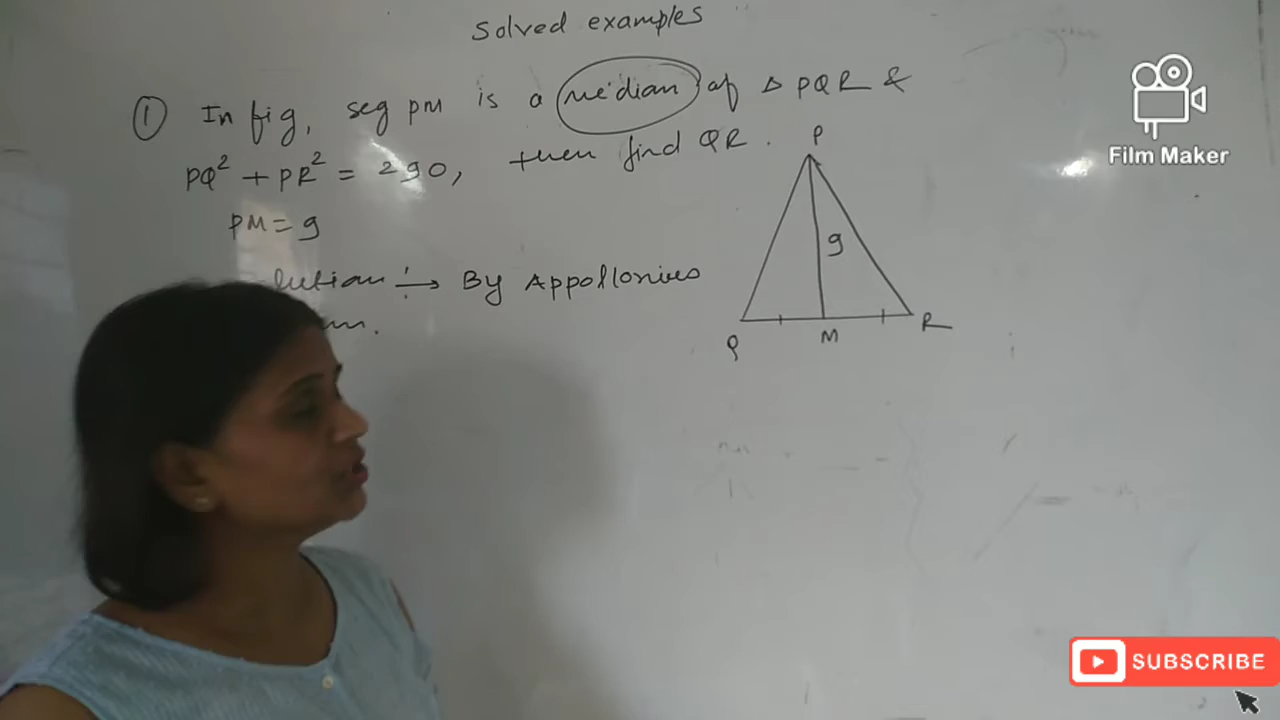 Solved examples
① In fig, seg PM is a median of Δ PQR &
PQ² + PR² = 290, then find QR.
PM = 9
lution :→ By Appollonius
m.
P
9
Q M R
Film Maker
SUBSCRIBE